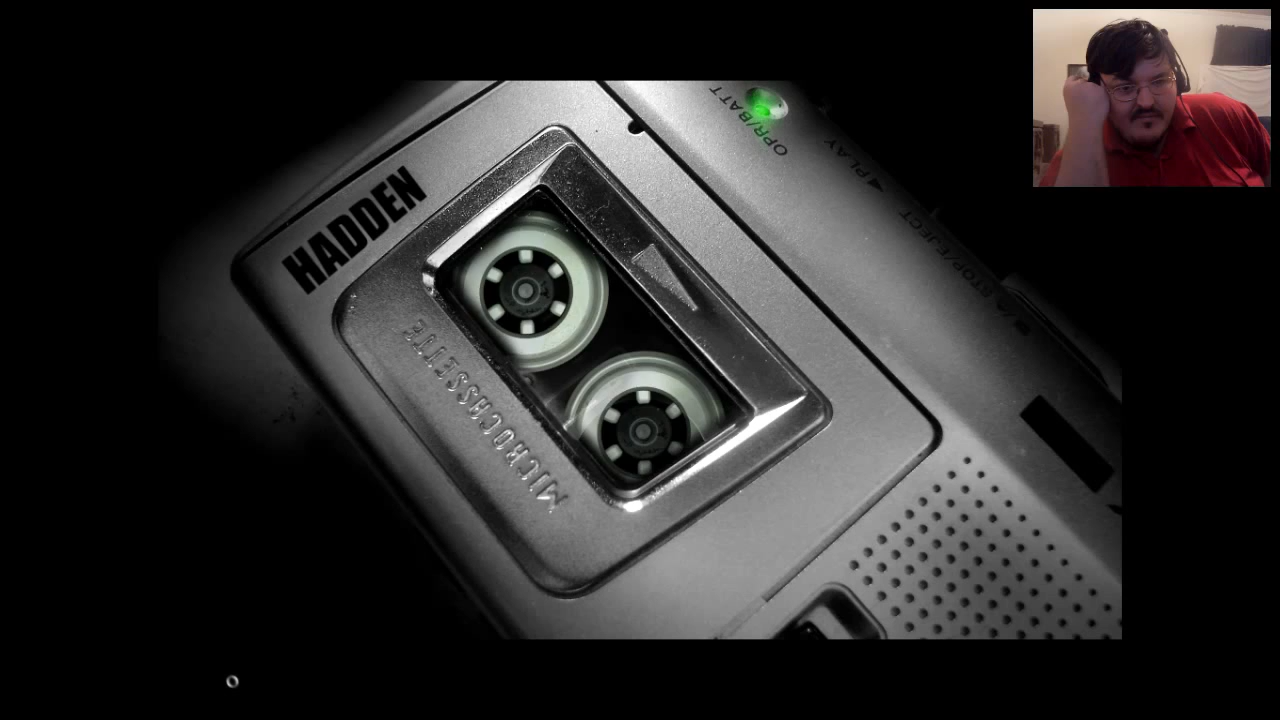 HADDEN
MICROCASSETTE
OPR/BATT
PLAY
STOP/EJECT